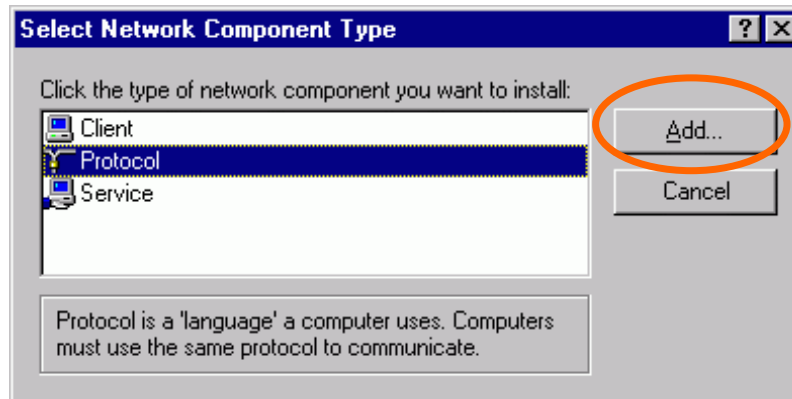 Select Network Component Type
Click the type of network component you want to install:
Client
Add...
Protocol
Service
Cancel
Protocol is a 'language' a computer uses. Computers
must use the same protocol to communicate.